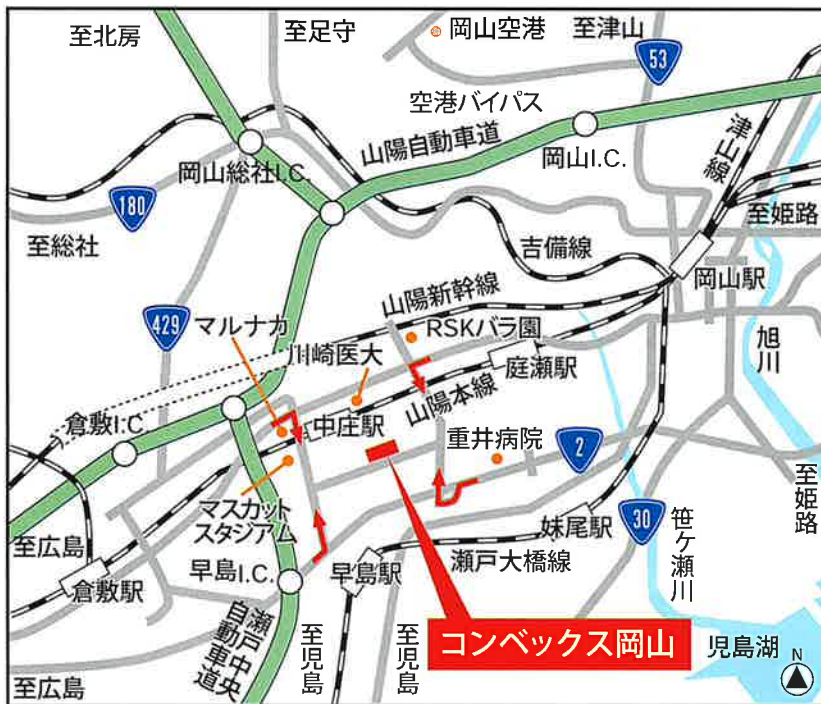 至北房
至足守
岡山空港
至津山
53
空港バイパス
山陽自動車道
岡山I.C.
津山線
岡山総社I.C.
180
至総社
至姫路
吉備線
岡山駅
山陽新幹線
429
マルナカ
RSKバラ園
旭川
川崎医大
庭瀬駅
山陽本線
倉敷I.C.
中庄駅
重井病院
2
マスカット
スタジアム
至姫路
30
妹尾駅
笹ヶ瀬川
至広島
早島I.C.
早島駅
瀬戸大橋線
倉敷駅
瀬戸中央
自動車道
至児島
至児島
コンベックス岡山
児島湖
N
至広島